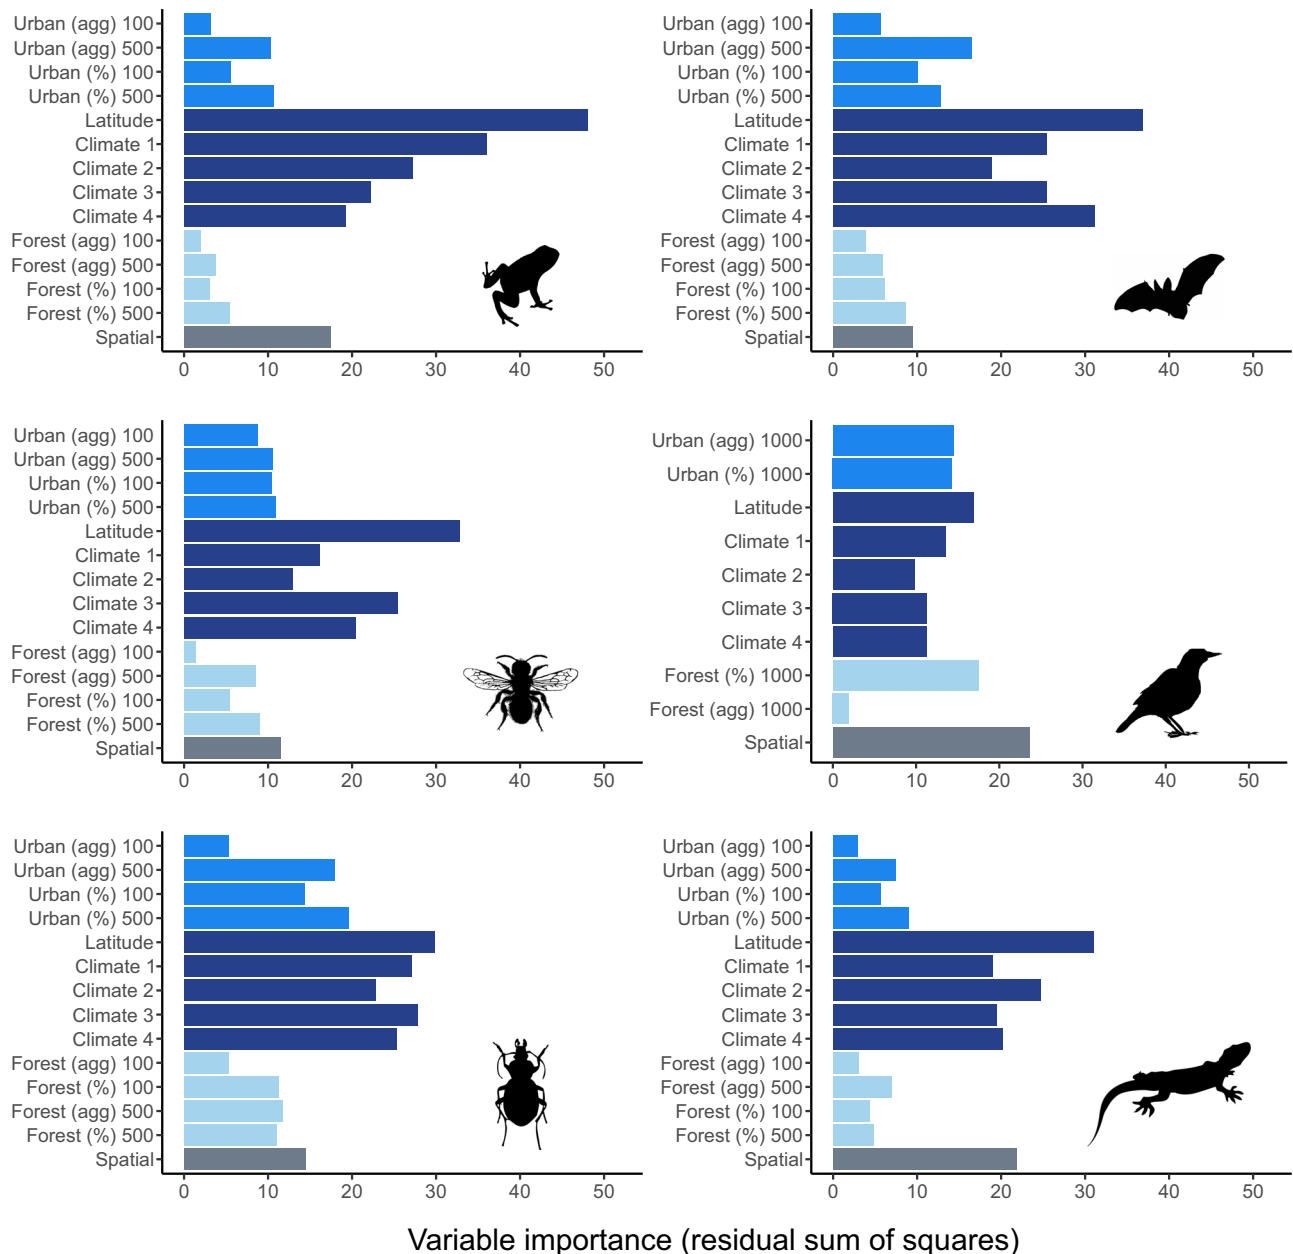 Urban (agg) 100
Urban (agg) 500
Urban (%) 100
Urban (%) 500
Latitude
Climate 1
Climate 2
Climate 3
Climate 4
Forest (agg) 100
Forest (agg) 500
Forest (%) 100
Forest (%) 500
Spatial
0 10 20 30 40 50
Urban (agg) 100
Urban (agg) 500
Urban (%) 100
Urban (%) 500
Latitude
Climate 1
Climate 2
Climate 3
Climate 4
Forest (agg) 100
Forest (agg) 500
Forest (%) 100
Forest (%) 500
Spatial
0 10 20 30 40 50
Urban (agg) 100
Urban (agg) 500
Urban (%) 100
Urban (%) 500
Latitude
Climate 1
Climate 2
Climate 3
Climate 4
Forest (agg) 100
Forest (agg) 500
Forest (%) 100
Forest (%) 500
Spatial
0 10 20 30 40 50
Urban (agg) 1000
Urban (%) 1000
Latitude
Climate 1
Climate 2
Climate 3
Climate 4
Forest (%) 1000
Forest (agg) 1000
Spatial
0 10 20 30 40 50
Urban (agg) 100
Urban (agg) 500
Urban (%) 100
Urban (%) 500
Latitude
Climate 1
Climate 2
Climate 3
Climate 4
Forest (agg) 100
Forest (%) 100
Forest (agg) 500
Forest (%) 500
Spatial
0 10 20 30 40 50
Urban (agg) 100
Urban (agg) 500
Urban (%) 100
Urban (%) 500
Latitude
Climate 1
Climate 2
Climate 3
Climate 4
Forest (agg) 100
Forest (agg) 500
Forest (%) 100
Forest (%) 500
Spatial
0 10 20 30 40 50
Variable importance (residual sum of squares)